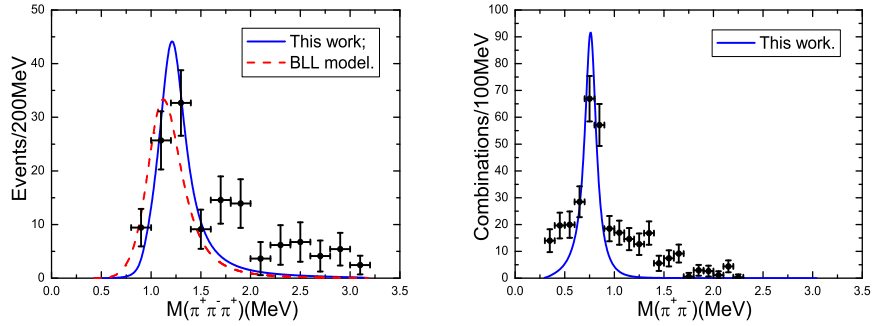 50
40
30
20
10
0
Events/200MeV
This work;
BLL model.
0.0 0.5 1.0 1.5 2.0 2.5 3.0 3.5
M(π⁺π⁻π⁺)(MeV)
100
90
80
70
60
50
40
30
20
10
0
Combinations/100MeV
This work.
0.0 0.5 1.0 1.5 2.0 2.5 3.0 3.5
M(π⁺π⁻)(MeV)